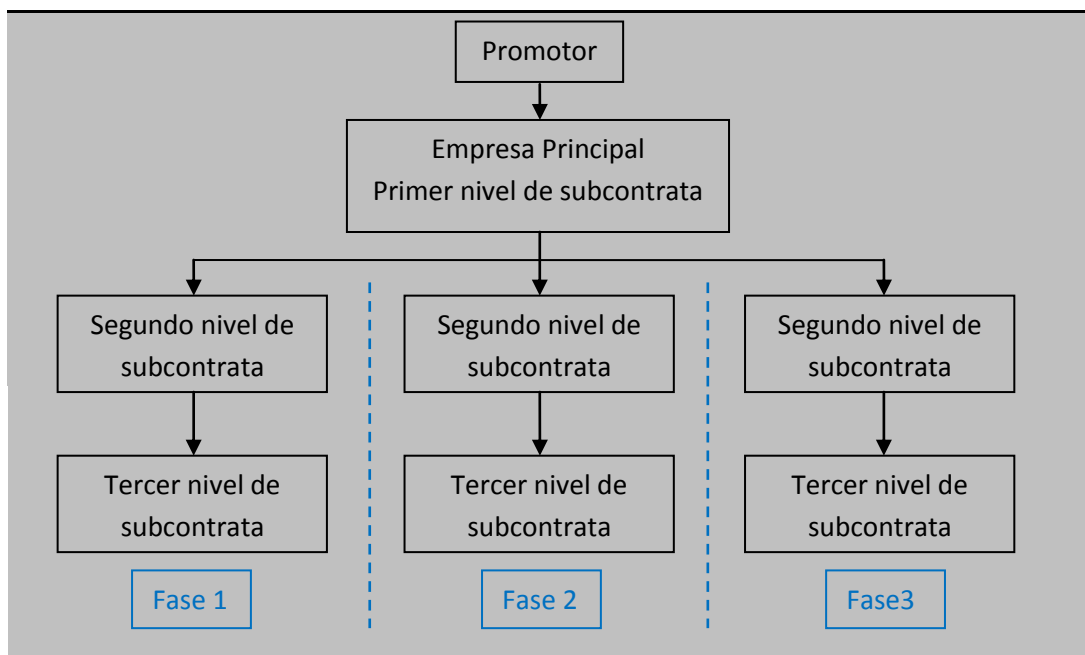 Promotor
Empresa Principal
Primer nivel de subcontrata
Segundo nivel de
subcontrata
Segundo nivel de
subcontrata
Segundo nivel de
subcontrata
Tercer nivel de
subcontrata
Tercer nivel de
subcontrata
Tercer nivel de
subcontrata
Fase 1
Fase 2
Fase3